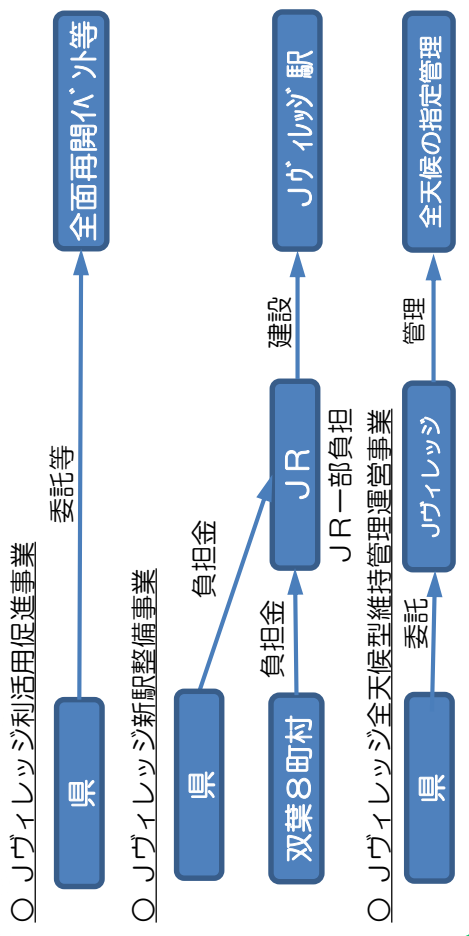 ○ Jヴィレッジ利活用促進事業
県
委託等
全面再開イベント等
○ Jヴィレッジ新駅整備事業
県
負担金
双葉8町村
負担金
JR
JR一部負担
建設
Jヴィレッジ駅
○ Jヴィレッジ全天候型維持管理運営事業
県
委託
Jヴィレッジ
管理
全天候の指定管理